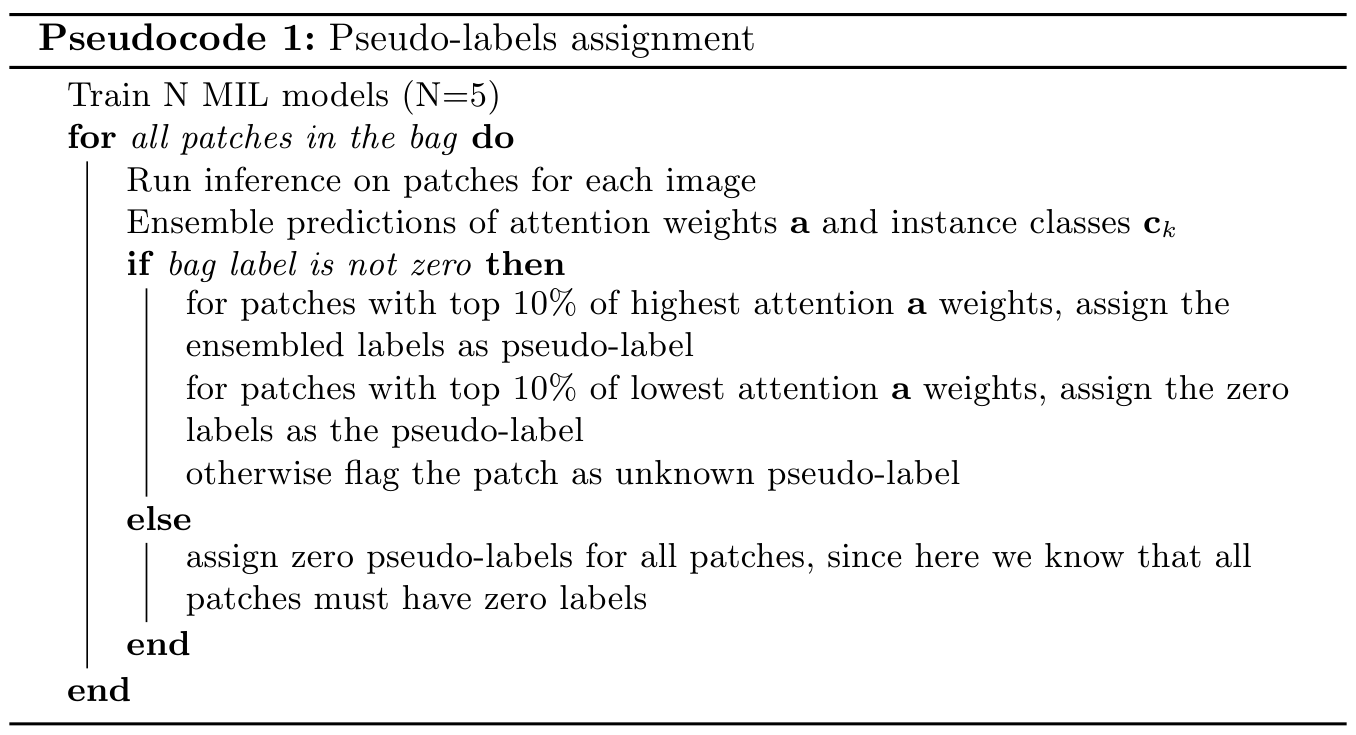 Pseudocode 1: Pseudo-labels assignment
Train N MIL models (N=5)
for all patches in the bag do
Run inference on patches for each image
Ensemble predictions of attention weights a and instance classes c_k
if bag label is not zero then
for patches with top 10% of highest attention a weights, assign the
ensembled labels as pseudo-label
for patches with top 10% of lowest attention a weights, assign the zero
labels as the pseudo-label
otherwise flag the patch as unknown pseudo-label
else
assign zero pseudo-labels for all patches, since here we know that all
patches must have zero labels
end
end